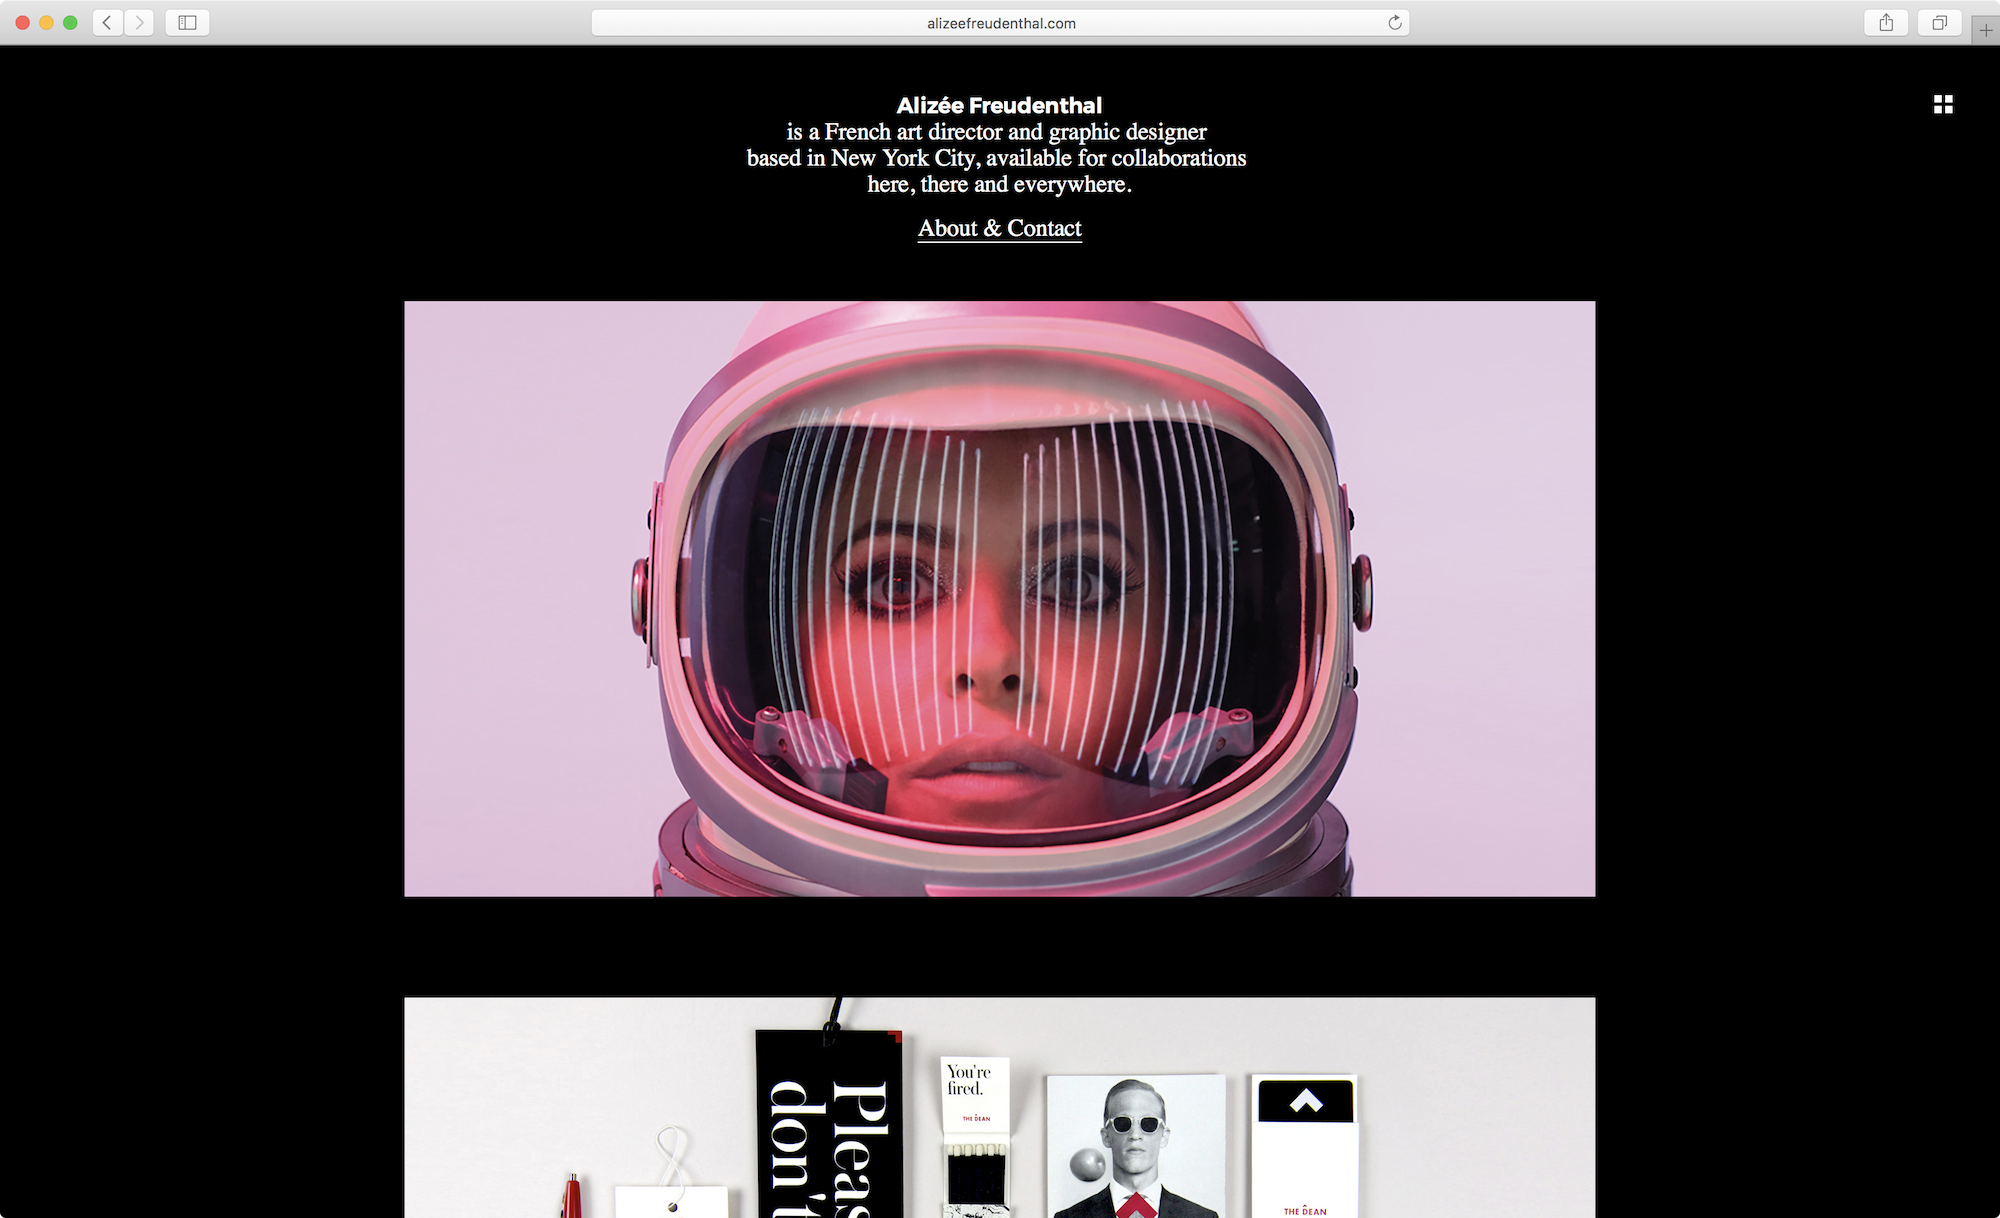 alizeefreudenthal.com
Alizée Freudenthal
is a French art director and graphic designer
based in New York City, available for collaborations
here, there and everywhere.
About & Contact
Pleas
don't
You're
fired.
THE DEAN
THE DEAN